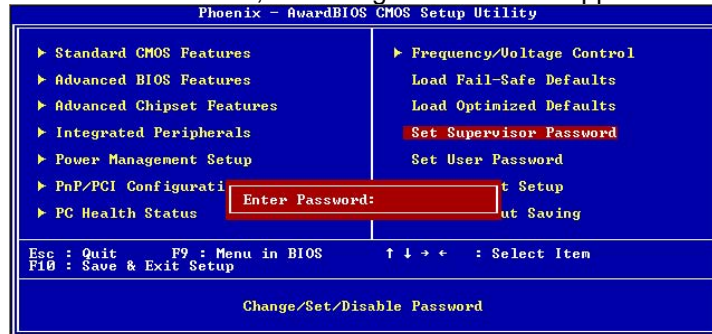 Phoenix - AwardBIOS CMOS Setup Utility
► Standard CMOS Features
► Advanced BIOS Features
► Advanced Chipset Features
► Integrated Peripherals
► Power Management Setup
► PnP/PCI Configurati
► PC Health Status
► Frequency/Voltage Control
Load Fail-Safe Defaults
Load Optimized Defaults
Set Supervisor Password
Set User Password
t Setup
ut Saving
Enter Password:
Esc : Quit F9 : Menu in BIOS ↑ ↓ → ← : Select Item
F10 : Save & Exit Setup
Change/Set/Disable Password